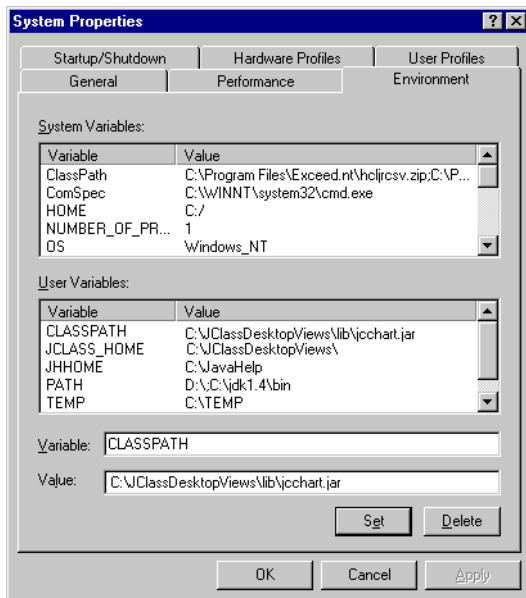 System Properties
Startup/Shutdown Hardware Profiles User Profiles
General Performance Environment
System Variables:
Variable Value
ClassPath C:\Program Files\Exceed.nt\hcljrcsv.zip;C:\P...
ComSpec C:\WINNT\system32\cmd.exe
HOME C:/
NUMBER_OF_PR... 1
OS Windows_NT
User Variables:
Variable Value
CLASSPATH C:\JClassDesktopViews\lib\jcchart.jar
JCLASS_HOME C:\JClassDesktopViews\
JHHOME C:\JavaHelp
PATH D:\;C:\jdk1.4\bin
TEMP C:\TEMP
Variable: CLASSPATH
Value: C:\JClassDesktopViews\lib\jcchart.jar
Set Delete
OK Cancel Apply